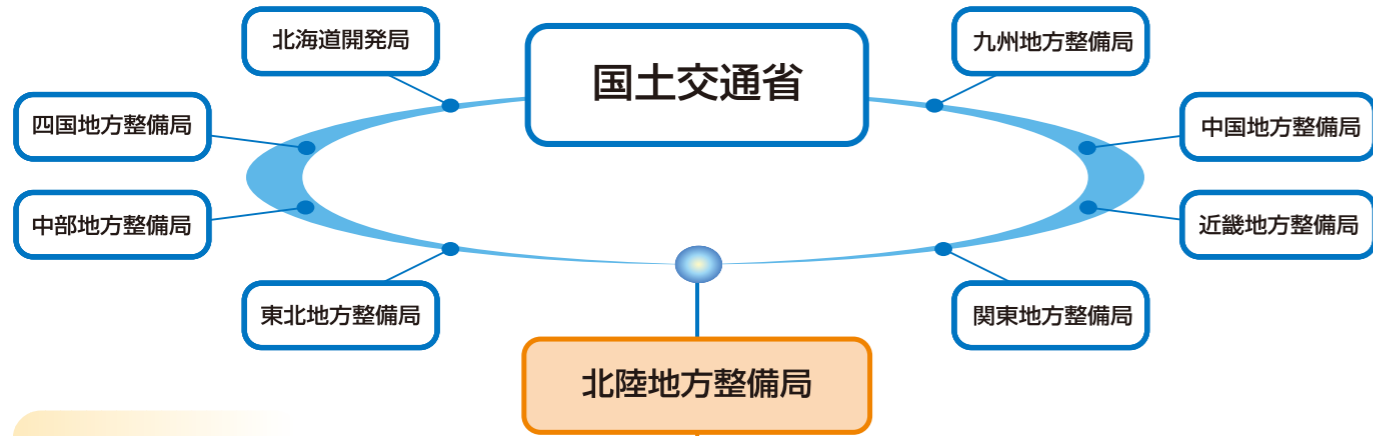 国土交通省
北海道開発局
九州地方整備局
四国地方整備局
中国地方整備局
中部地方整備局
近畿地方整備局
東北地方整備局
関東地方整備局
北陸地方整備局